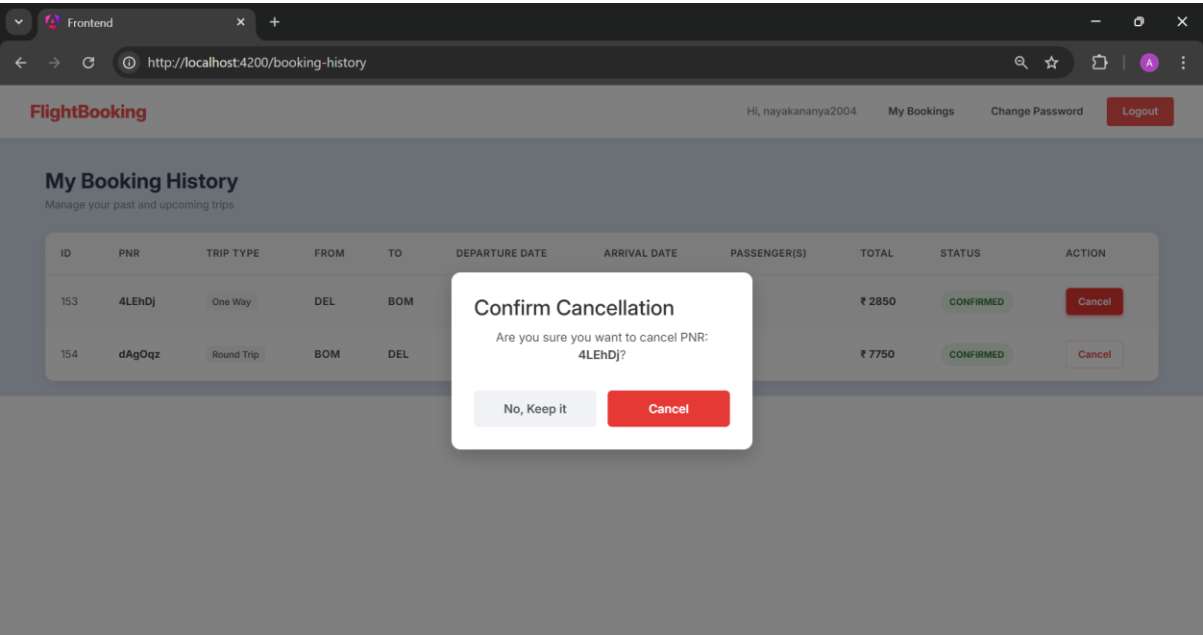 Frontend
http://localhost:4200/booking-history
A
FlightBooking
Hi, nayakananya2004 My Bookings Change Password Logout
My Booking History
Manage your past and upcoming trips
ID PNR TRIP TYPE FROM TO DEPARTURE DATE ARRIVAL DATE PASSENGER(S) TOTAL STATUS ACTION
153 4LEhDj One Way DEL BOM ₹ 2850 CONFIRMED Cancel
154 dAgOqz Round Trip BOM DEL ₹ 7750 CONFIRMED Cancel
Confirm Cancellation
Are you sure you want to cancel PNR:
4LEhDj?
No, Keep it Cancel